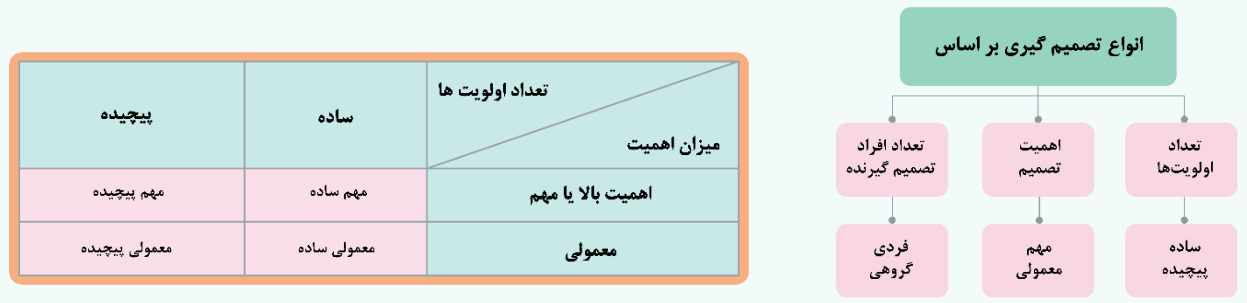 انواع تصمیم گیری بر اساس
تعداد
اولویت‌ها
اهمیت
تصمیم
تعداد افراد
تصمیم گیرنده
ساده
پیچیده
مهم
معمولی
فردی
گروهی
تعداد اولویت ها
میزان اهمیت
ساده
پیچیده
اهمیت بالا یا مهم
مهم ساده
مهم پیچیده
معمولی
معمولی ساده
معمولی پیچیده